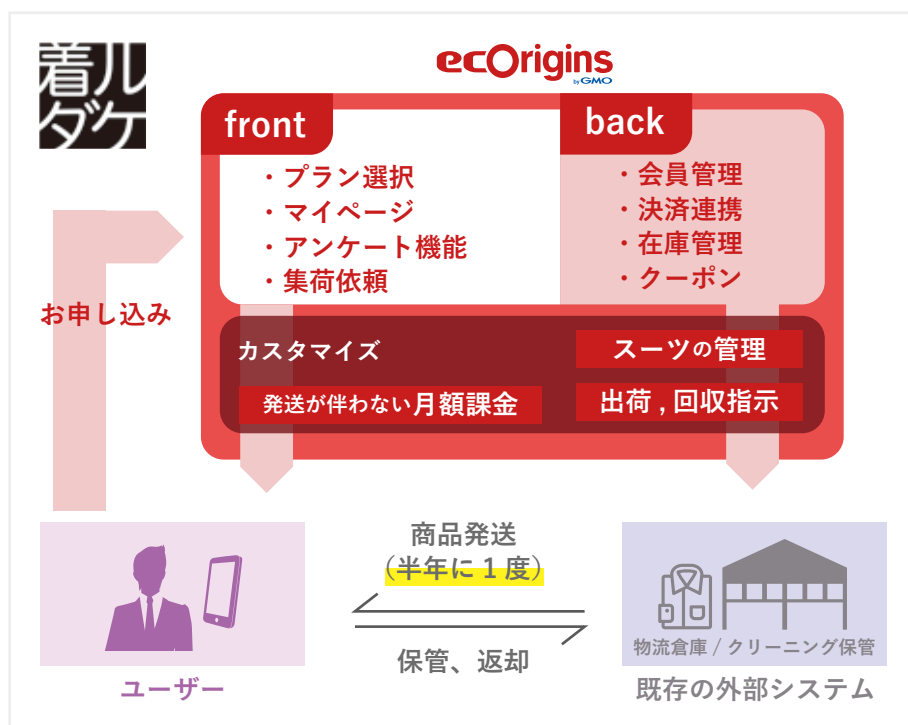 着ル
ダケ
ecOrigins
by GMO
front
・プラン選択
・マイページ
・アンケート機能
・集荷依頼
back
・会員管理
・決済連携
・在庫管理
・クーポン
お申し込み
カスタマイズ
スーツの管理
発送が伴わない月額課金
出荷 , 回収指示
商品発送
(半年に 1 度)
保管、返却
物流倉庫 / クリーニング保管
ユーザー
既存の外部システム